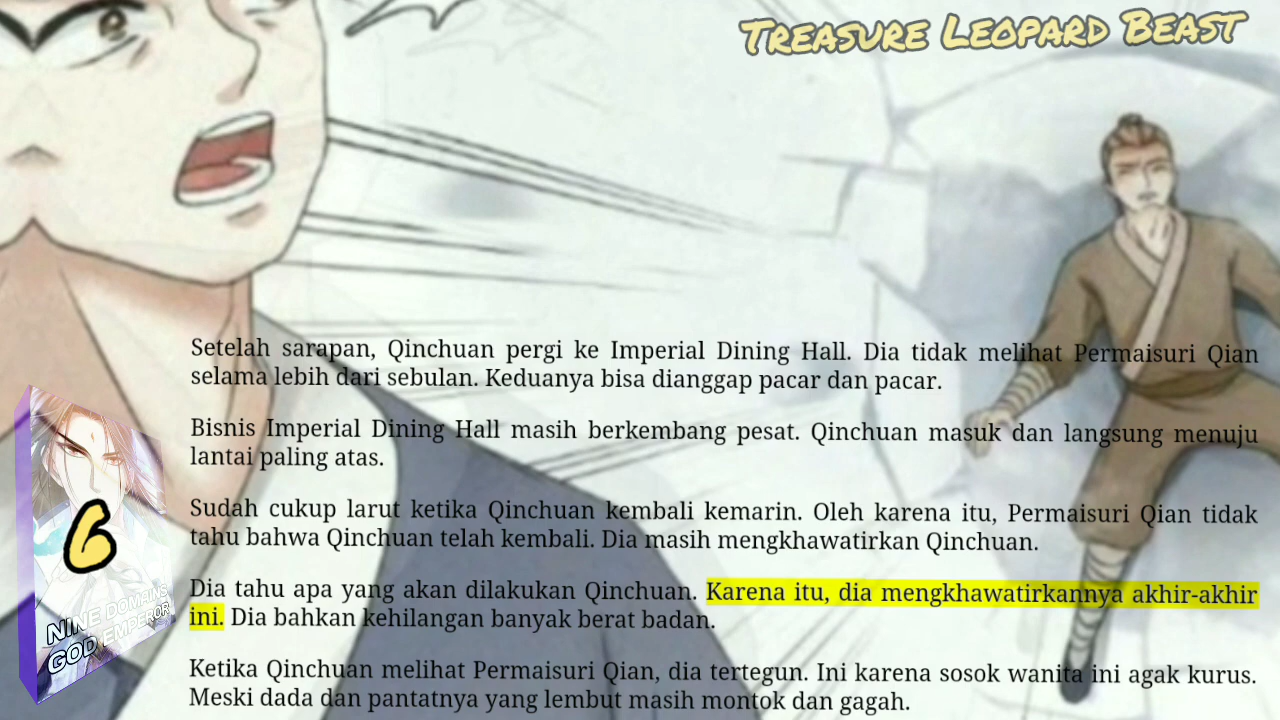 TREASURE LEOPARD BEAST
Setelah sarapan, Qinchuan pergi ke Imperial Dining Hall. Dia tidak melihat Permaisuri Qian
selama lebih dari sebulan. Keduanya bisa dianggap pacar dan pacar.
Bisnis Imperial Dining Hall masih berkembang pesat. Qinchuan masuk dan langsung menuju
lantai paling atas.
Sudah cukup larut ketika Qinchuan kembali kemarin. Oleh karena itu, Permaisuri Qian tidak
tahu bahwa Qinchuan telah kembali. Dia masih mengkhawatirkan Qinchuan.
Dia tahu apa yang akan dilakukan Qinchuan. Karena itu, dia mengkhawatirkannya akhir-akhir
ini. Dia bahkan kehilangan banyak berat badan.
Ketika Qinchuan melihat Permaisuri Qian, dia tertegun. Ini karena sosok wanita ini agak kurus.
Meski dada dan pantatnya yang lembut masih montok dan gagah.
6
NINE DOMAINS
GOD EMPEROR